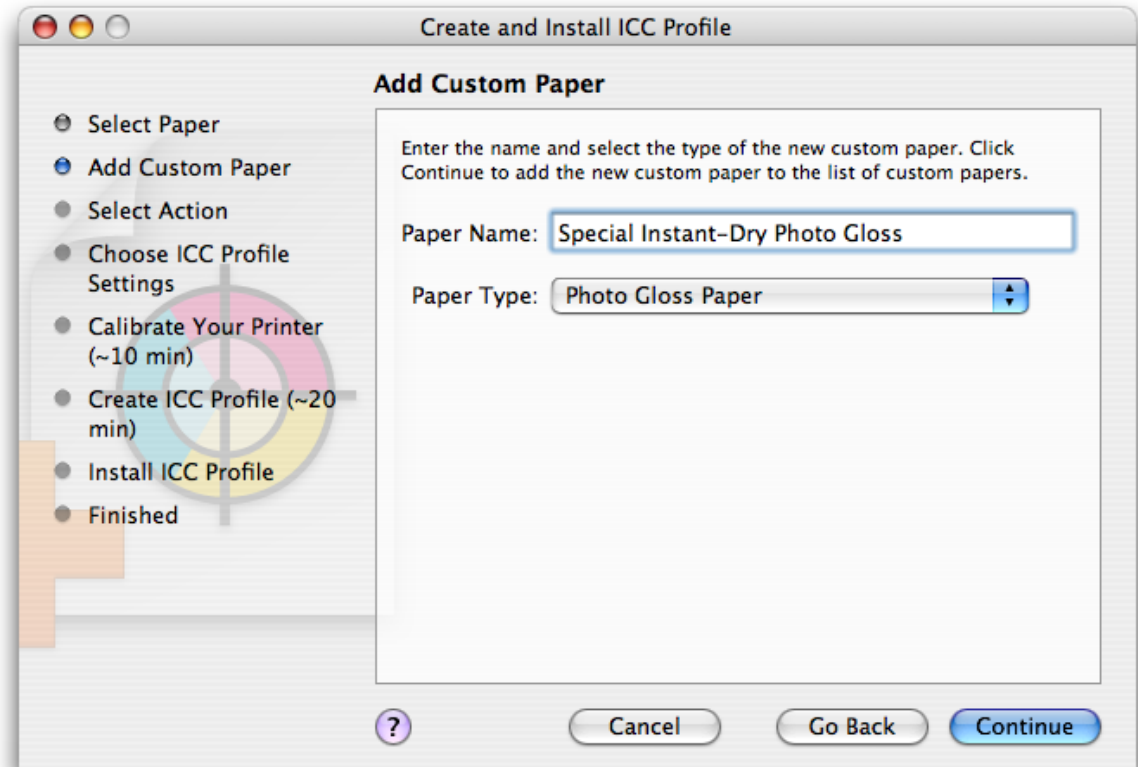 Create and Install ICC Profile
Add Custom Paper
Select Paper
Add Custom Paper
Select Action
Choose ICC Profile
Settings
Calibrate Your Printer
(~10 min)
Create ICC Profile (~20
min)
Install ICC Profile
Finished
Enter the name and select the type of the new custom paper. Click
Continue to add the new custom paper to the list of custom papers.
Paper Name: Special Instant-Dry Photo Gloss
Paper Type: Photo Gloss Paper
? Cancel Go Back Continue